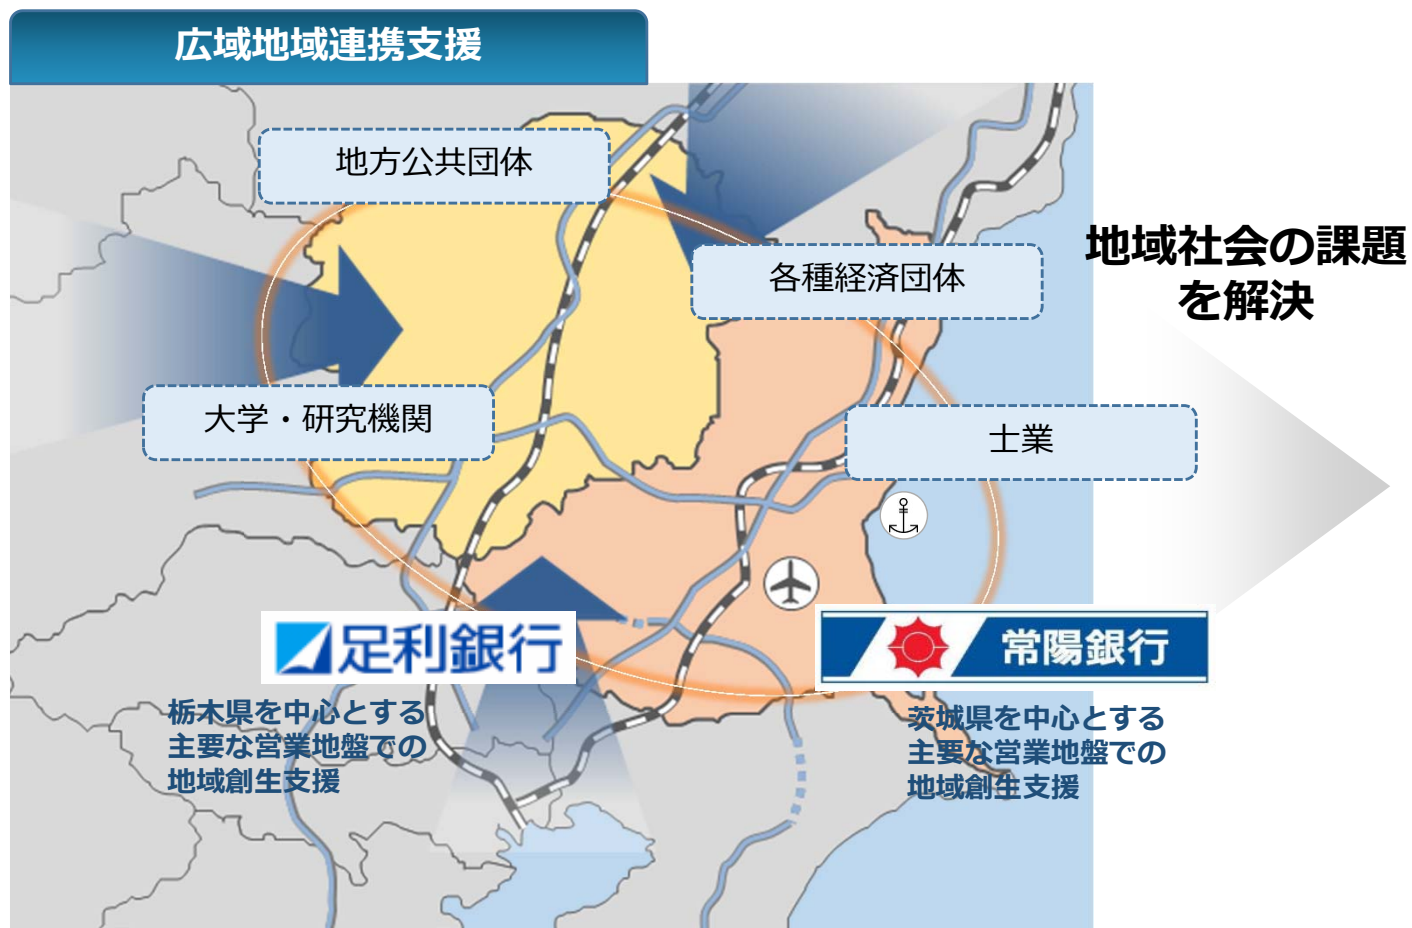 広域地域連携支援
地方公共団体
各種経済団体
地域社会の課題
を解決
大学・研究機関
士業
足利銀行
常陽銀行
栃木県を中心とする
主要な営業地盤での
地域創生支援
茨城県を中心とする
主要な営業地盤での
地域創生支援